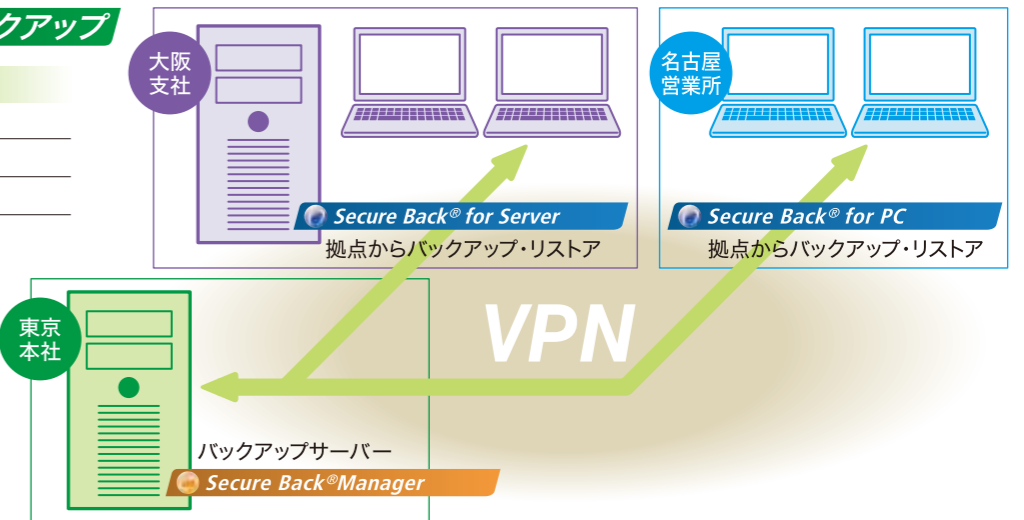 クアップ
大阪
支社
名古屋
営業所
Secure Back® for Server
拠点からバックアップ・リストア
Secure Back® for PC
拠点からバックアップ・リストア
VPN
東京
本社
バックアップサーバー
Secure Back®Manager